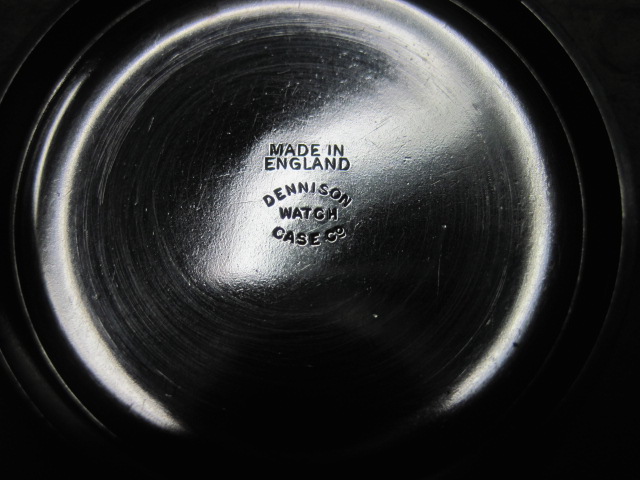 MADE IN
ENGLAND
DENNISON
WATCH
CASE Co